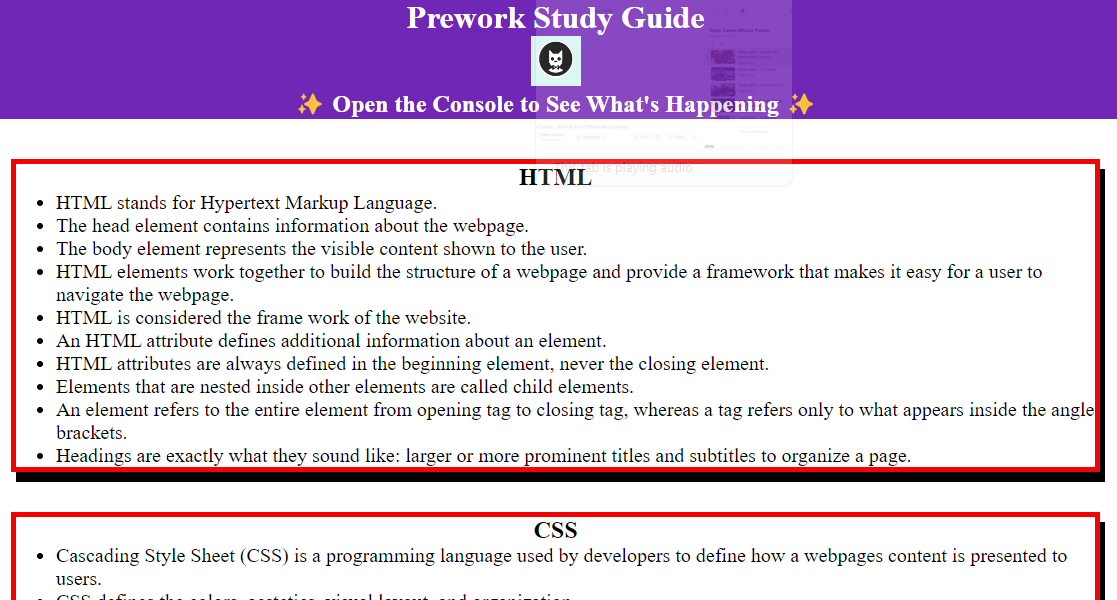 Prework Study Guide
✨ Open the Console to See What's Happening ✨
This tab is playing audio
HTML
HTML stands for Hypertext Markup Language.
The head element contains information about the webpage.
The body element represents the visible content shown to the user.
HTML elements work together to build the structure of a webpage and provide a framework that makes it easy for a user to
navigate the webpage.
HTML is considered the frame work of the website.
An HTML attribute defines additional information about an element.
HTML attributes are always defined in the beginning element, never the closing element.
Elements that are nested inside other elements are called child elements.
An element refers to the entire element from opening tag to closing tag, whereas a tag refers only to what appears inside the angle
brackets.
Headings are exactly what they sound like: larger or more prominent titles and subtitles to organize a page.
CSS
Cascading Style Sheet (CSS) is a programming language used by developers to define how a webpages content is presented to
users.
CSS defines the colors, visual layout, and organization